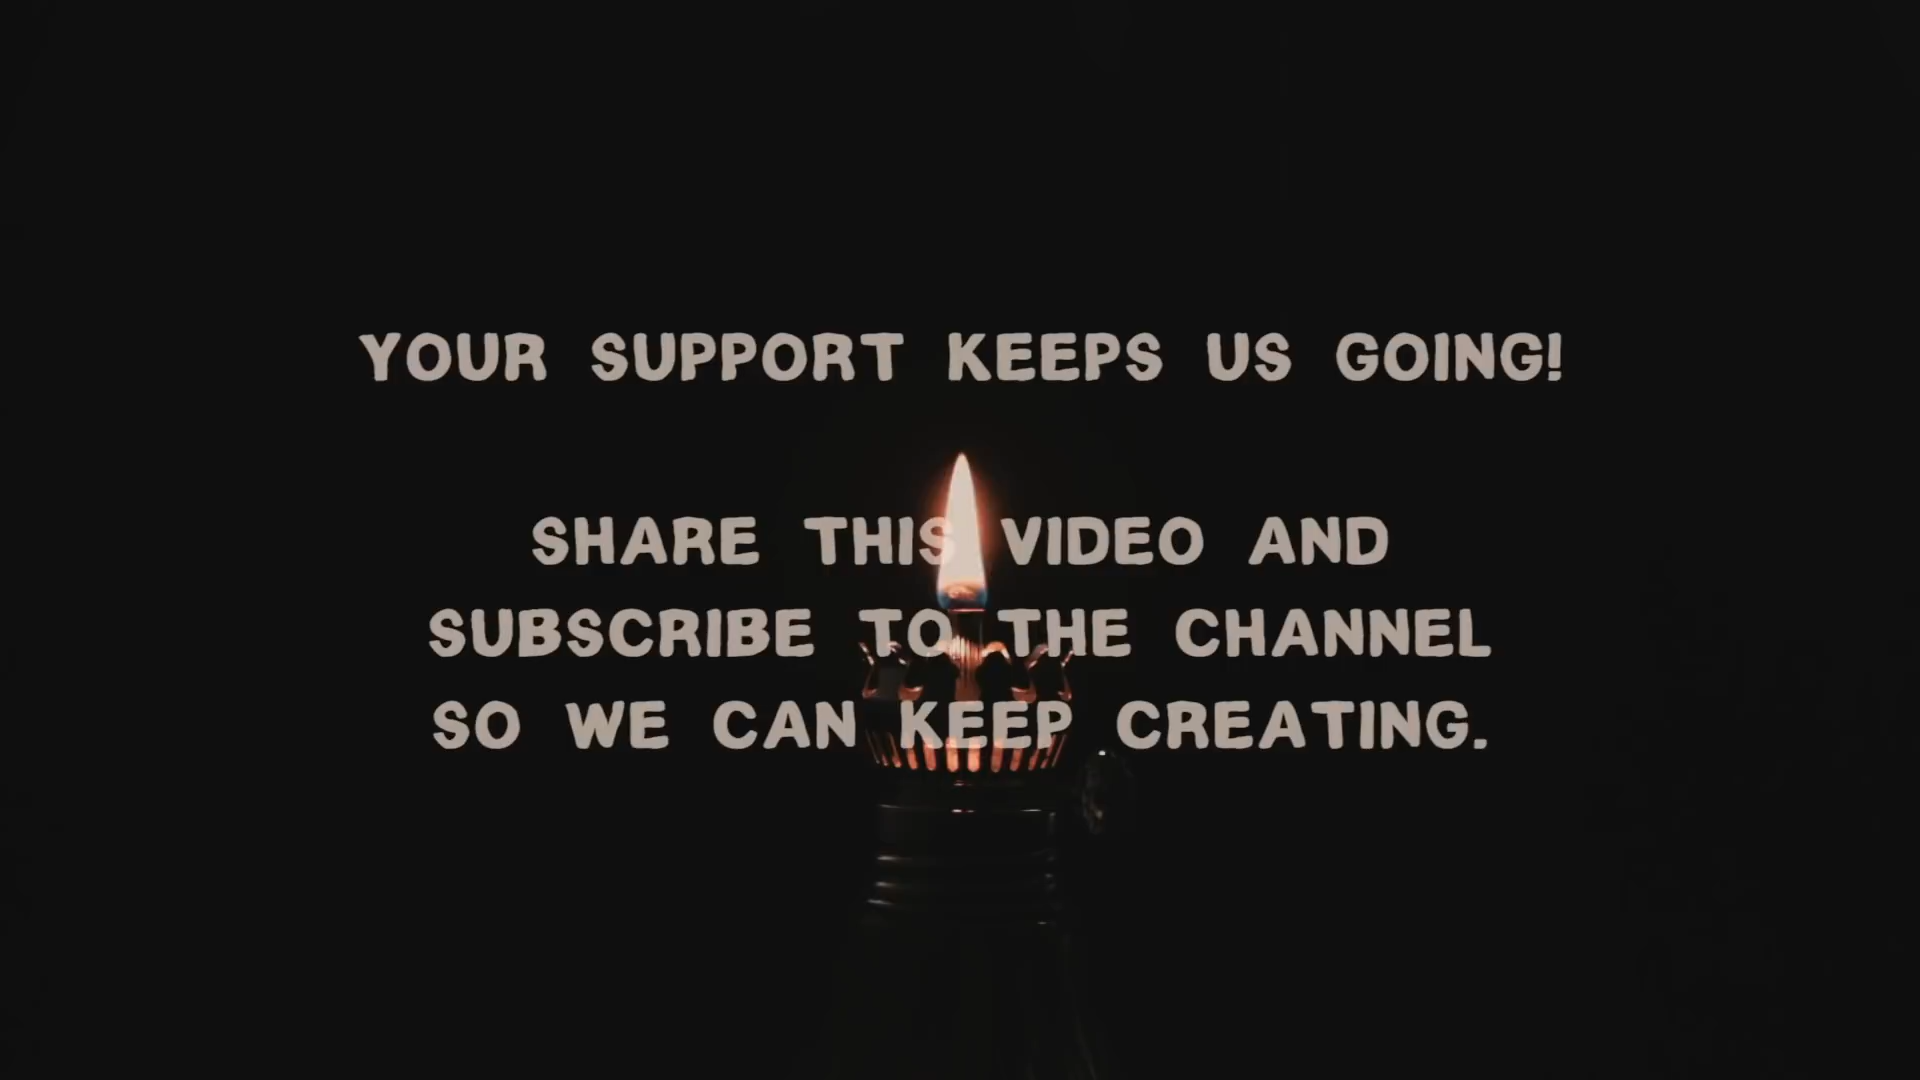 YOUR SUPPORT KEEPS US GOING!
SHARE THIS VIDEO AND
SUBSCRIBE TO THE CHANNEL
SO WE CAN KEEP CREATING.